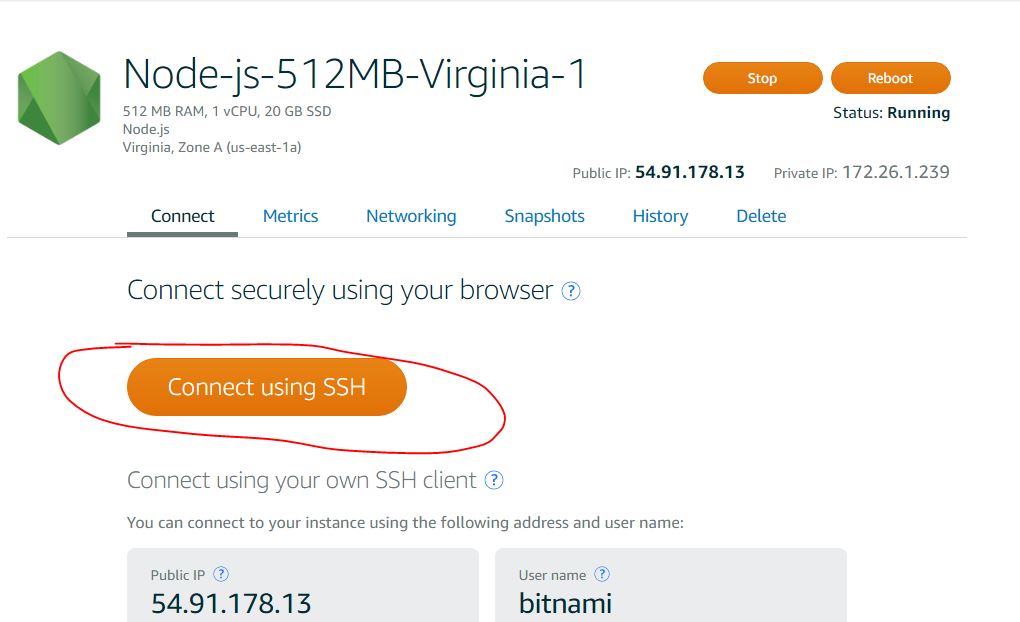 Node-js-512MB-Virginia-1
Stop
Reboot
512 MB RAM, 1 vCPU, 20 GB SSD
Status: Running
Node.js
Virginia, Zone A (us-east-1a)
Public IP: 54.91.178.13 Private IP: 172.26.1.239
Connect Metrics Networking Snapshots History Delete
Connect securely using your browser ?
Connect using SSH
Connect using your own SSH client ?
You can connect to your instance using the following address and user name:
Public IP ?
54.91.178.13
User name ?
bitnami